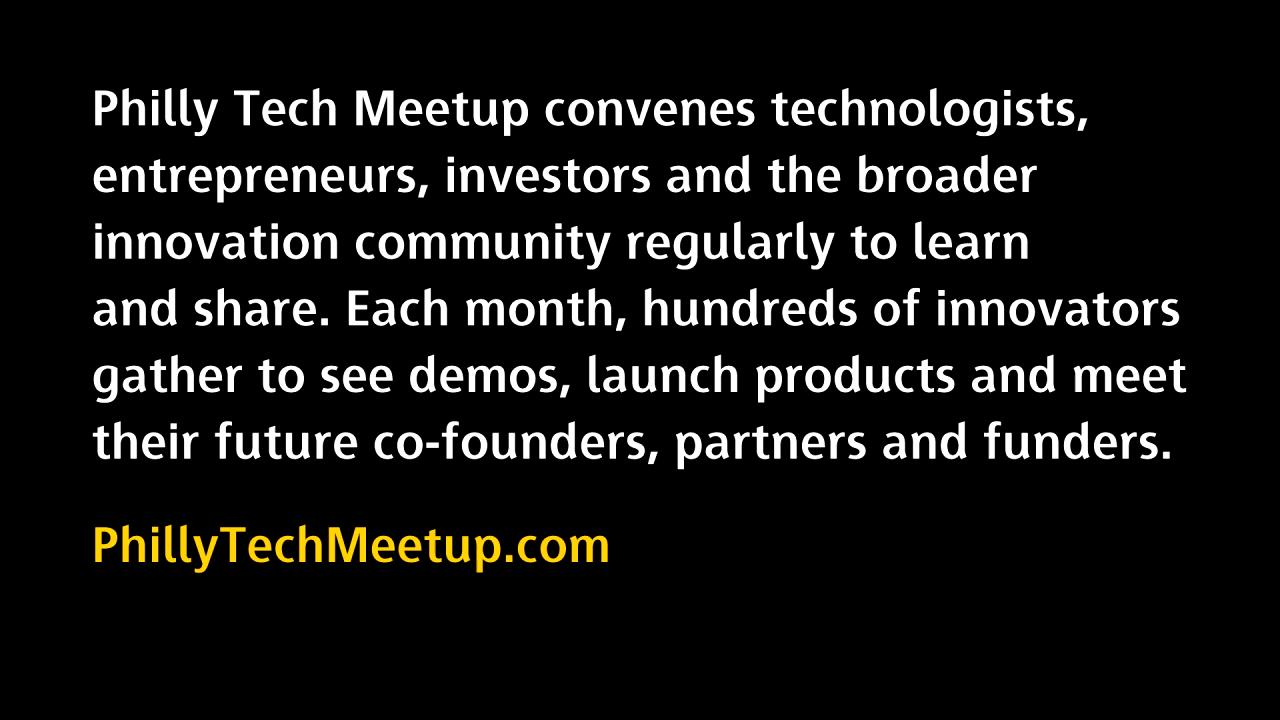 Philly Tech Meetup convenes technologists,
entrepreneurs, investors and the broader
innovation community regularly to learn
and share. Each month, hundreds of innovators
gather to see demos, launch products and meet
their future co-founders, partners and funders.
PhillyTechMeetup.com